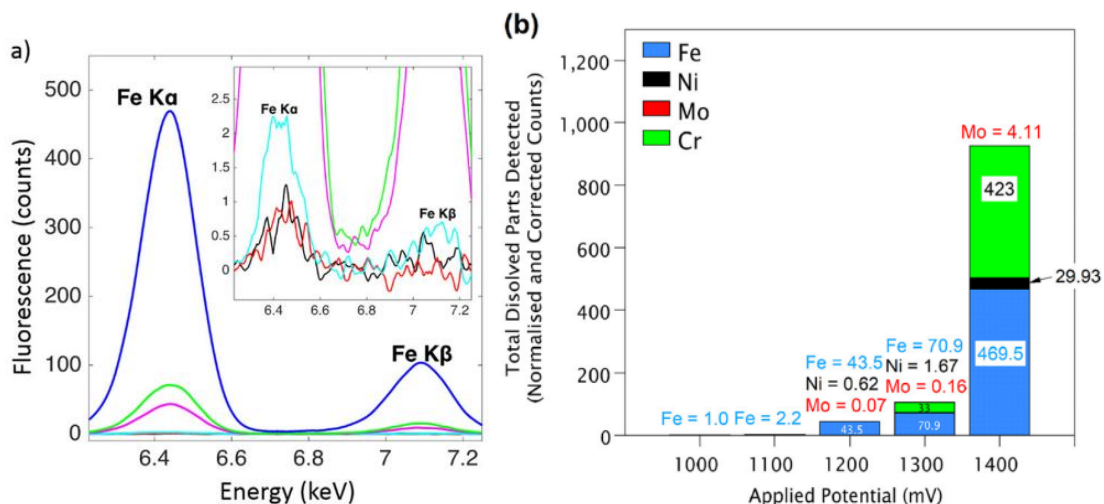 a)
Fe Kα
Fe Kβ
500
400
300
200
100
0
Fluorescence (counts)
6.4
6.6
6.8
7
7.2
Energy (keV)
Fe Kα
Fe Kβ
2.5
2
1.5
1
0.5
0
6.4
6.6
6.8
7
7.2
(b)
Fe
Ni
Mo
Cr
Total Disolved Parts Detected
(Normalised and Corrected Counts)
1,200
1,000
800
600
400
200
0
Fe = 1.0
Fe = 2.2
Fe = 43.5
Ni = 0.62
Mo = 0.07
43.5
Fe = 70.9
Ni = 1.67
Mo = 0.16
33
70.9
Mo = 4.11
423
29.93
469.5
1000
1100
1200
1300
1400
Applied Potential (mV)